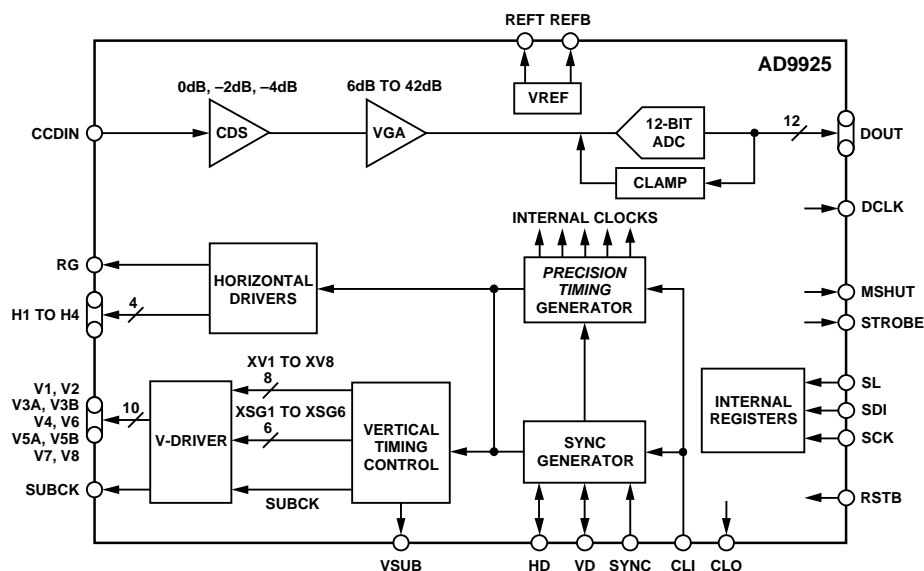 REFT REFB
AD9925
0dB, –2dB, –4dB
6dB TO 42dB
VREF
CCDIN
CDS
VGA
12-BIT
ADC
12
DOUT
CLAMP
DCLK
INTERNAL CLOCKS
RG
HORIZONTAL
DRIVERS
PRECISION
TIMING
GENERATOR
MSHUT
H1 TO H4
4
STROBE
XV1 TO XV8
8
V1, V2
V3A, V3B
V4, V6
V5A, V5B
V7, V8
10
V-DRIVER
XSG1 TO XSG6
6
VERTICAL
TIMING
CONTROL
SYNC
GENERATOR
INTERNAL
REGISTERS
SL
SDI
SCK
SUBCK
SUBCK
RSTB
VSUB
HD
VD
SYNC
CLI
CLO